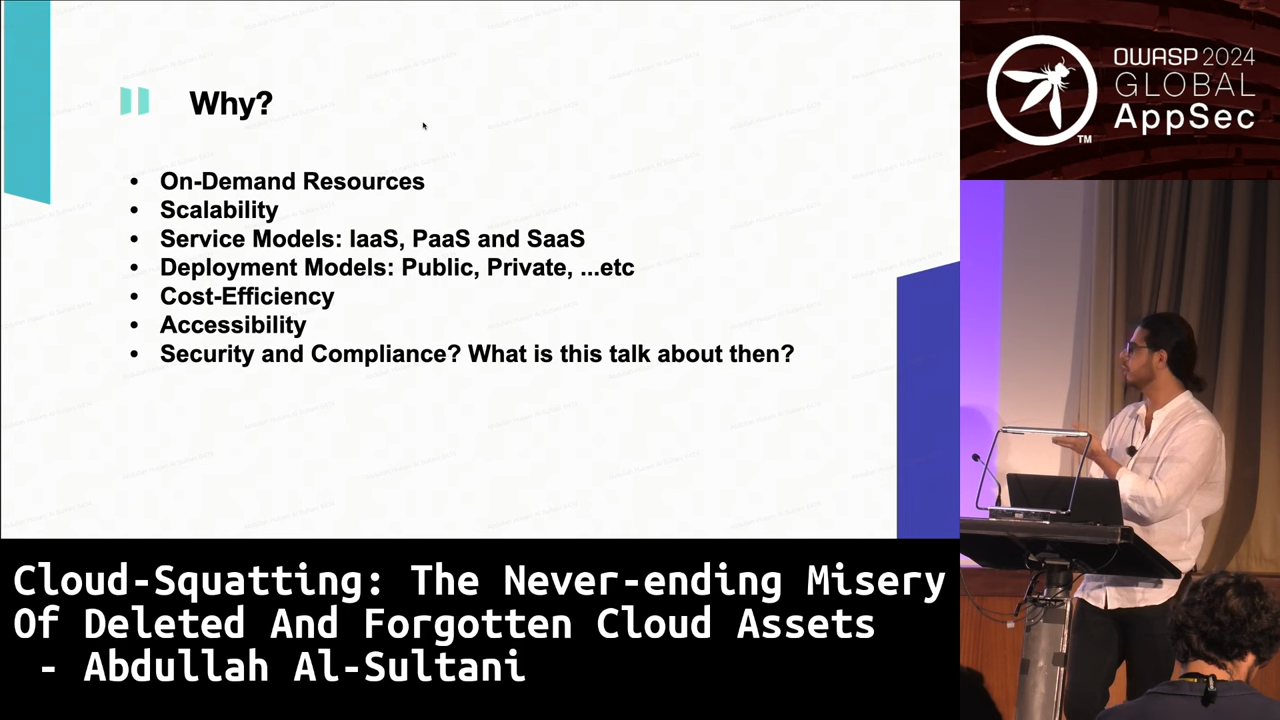 Why?
• On-Demand Resources
• Scalability
• Service Models: IaaS, PaaS and SaaS
• Deployment Models: Public, Private, ...etc
• Cost-Efficiency
• Accessibility
• Security and Compliance? What is this talk about then?
OWASP 2024
GLOBAL
AppSec
TM
Cloud-Squatting: The Never-ending Misery
Of Deleted And Forgotten Cloud Assets
- Abdullah Al-Sultani